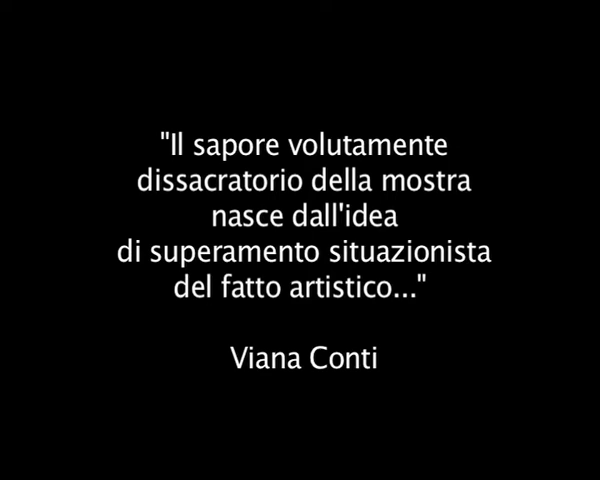 "Il sapore volutamente
dissacratorio della mostra
nasce dall'idea
di superamento situazionista
del fatto artistico..."
Viana Conti